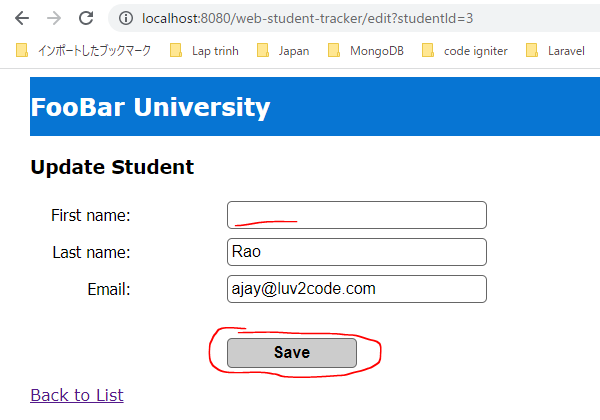 localhost:8080/web-student-tracker/edit?studentId=3
インポートしたブックマーク Lap trinh Japan MongoDB code igniter Laravel
FooBar University
Update Student
First name:
Last name: Rao
Email: ajay@luv2code.com
Save
Back to List